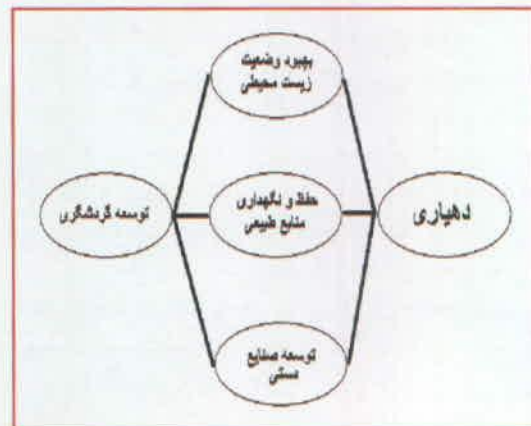 بهبود وضعیت
زیست محیطی
دهیاری
حفظ و نگهداری
منابع طبیعی
توسعه گردشگری
توسعه صنایع
دستی